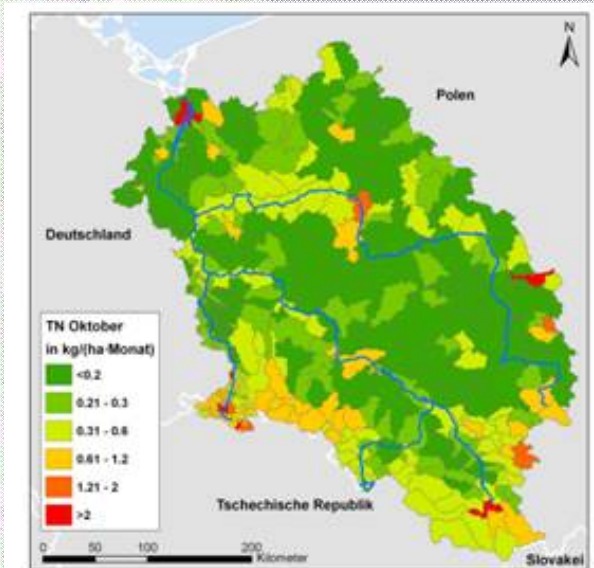 N
Polen
Deutschland
TN Oktober
in kg/(ha·Monat)
<0.2
0.21 - 0.3
0.31 - 0.6
0.61 - 1.2
1.21 - 2
>2
Tschechische Republik
0 50 100 200
Kilometer
Slovakei